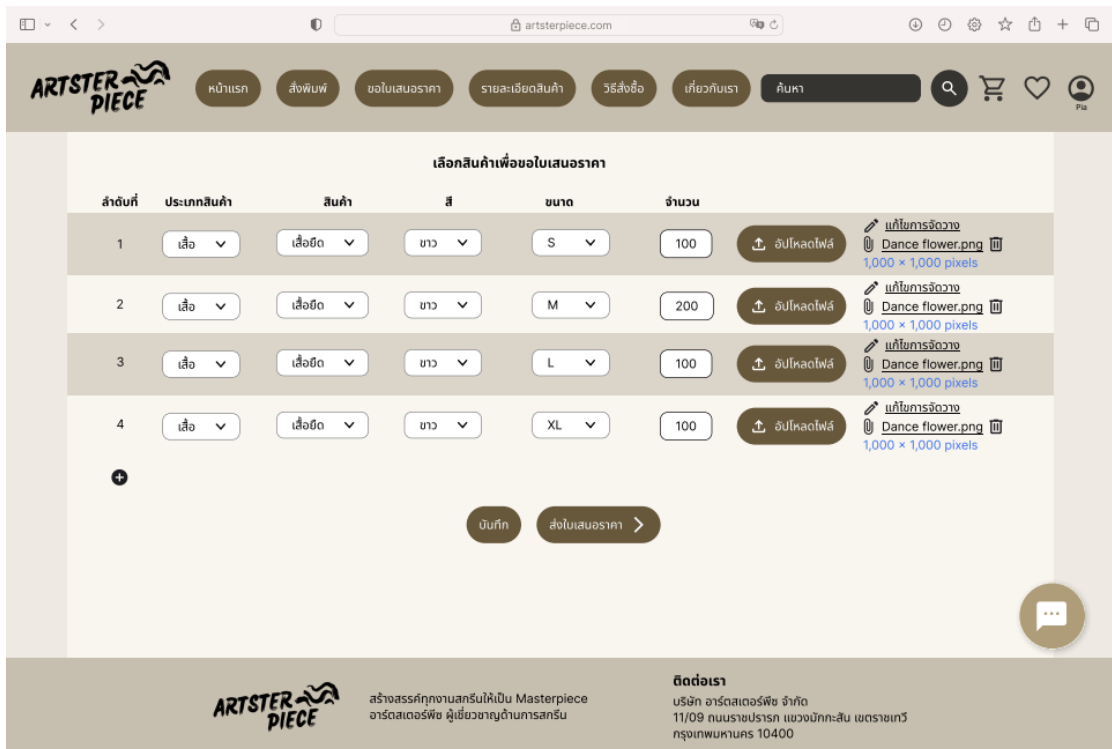 artsterpiece.com
ARTSTER
PIECE
หน้าแรก
สั่งพิมพ์
ขอใบเสนอราคา
รายละเอียดสินค้า
วิธีสั่งซื้อ
เกี่ยวกับเรา
ค้นหา
Pia
เลือกสินค้าเพื่อขอใบเสนอราคา
ลำดับที่ ประเภทสินค้า สินค้า สี ขนาด จำนวน
1 เสื้อ เสื้อยืด ขาว S 100 อัปโหลดไฟล์
แก้ไขการจัดวาง
Dance flower.png
1,000 × 1,000 pixels
2 เสื้อ เสื้อยืด ขาว M 200 อัปโหลดไฟล์
แก้ไขการจัดวาง
Dance flower.png
1,000 × 1,000 pixels
3 เสื้อ เสื้อยืด ขาว L 100 อัปโหลดไฟล์
แก้ไขการจัดวาง
Dance flower.png
1,000 × 1,000 pixels
4 เสื้อ เสื้อยืด ขาว XL 100 อัปโหลดไฟล์
แก้ไขการจัดวาง
Dance flower.png
1,000 × 1,000 pixels
บันทึก
ส่งใบเสนอราคา
ARTSTER
PIECE
สร้างสรรค์ทุกงานสกรีนให้เป็น Masterpiece
อาร์ตสเตอร์พีช ผู้เชี่ยวชาญด้านการสกรีน
ติดต่อเรา
บริษัท อาร์ตสเตอร์พีช จำกัด
11/09 ถนนราชปรารภ แขวงมักกะสัน เขตราชเทวี
กรุงเทพมหานคร 10400